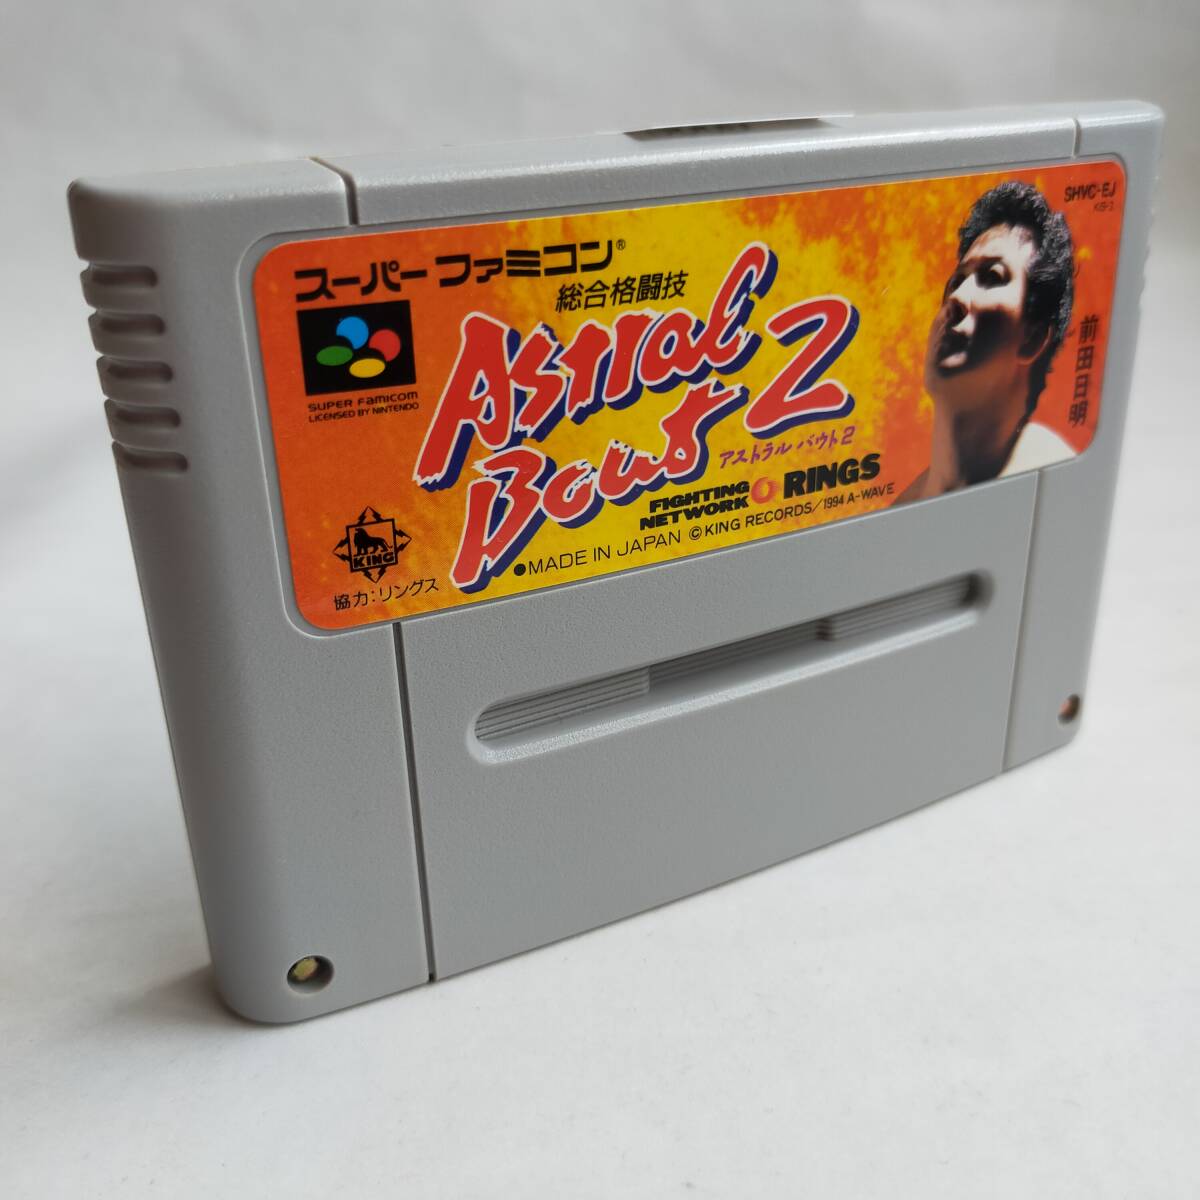 スーパーファミコン®
総合格闘技
Astral
Bout 2
アストラル・バウト2
SUPER FAMICOM
LICENSED BY NINTENDO
SHVC-EJ
前田日明
FIGHTING
NETWORK
RINGS
KING
協力：リングス
●MADE IN JAPAN ©KING RECORDS/1994 A-WAVE